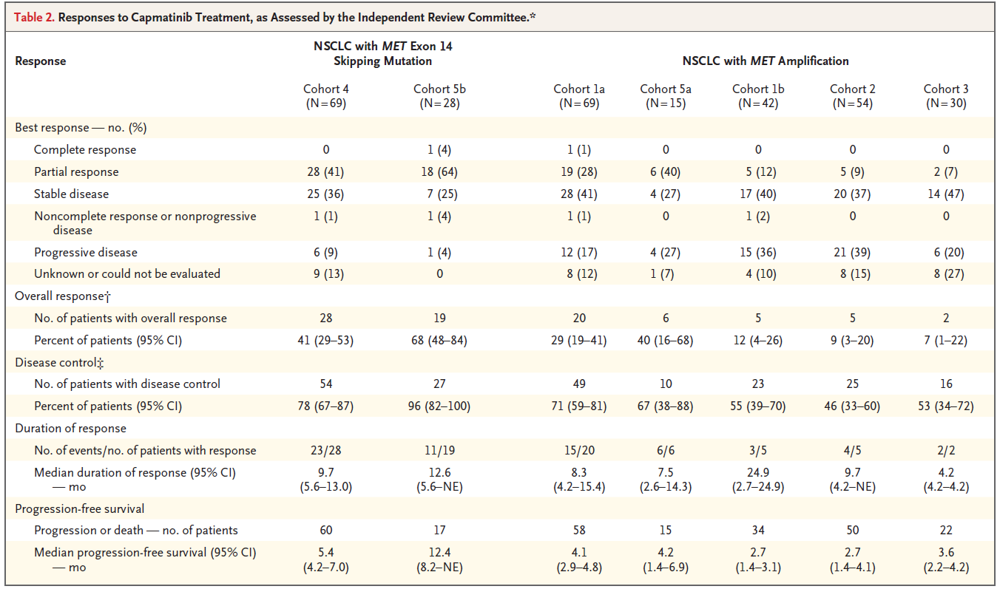 Table 2. Responses to Capmatinib Treatment, as Assessed by the Independent Review Committee.*
Response NSCLC with MET Exon 14 Skipping Mutation NSCLC with MET Amplification
Cohort 4 (N=69) Cohort 5b (N=28) Cohort 1a (N=69) Cohort 5a (N=15) Cohort 1b (N=42) Cohort 2 (N=54) Cohort 3 (N=30)
Best response — no. (%)
Complete response 0 1 (4) 1 (1) 0 0 0 0
Partial response 28 (41) 18 (64) 19 (28) 6 (40) 5 (12) 5 (9) 2 (7)
Stable disease 25 (36) 7 (25) 28 (41) 4 (27) 17 (40) 20 (37) 14 (47)
Noncomplete response or nonprogressive disease 1 (1) 1 (4) 1 (1) 0 1 (2) 0 0
Progressive disease 6 (9) 1 (4) 12 (17) 4 (27) 15 (36) 21 (39) 6 (20)
Unknown or could not be evaluated 9 (13) 0 8 (12) 1 (7) 4 (10) 8 (15) 8 (27)
Overall response†
No. of patients with overall response 28 19 20 6 5 5 2
Percent of patients (95% CI) 41 (29–53) 68 (48–84) 29 (19–41) 40 (16–68) 12 (4–26) 9 (3–20) 7 (1–22)
Disease control‡
No. of patients with disease control 54 27 49 10 23 25 16
Percent of patients (95% CI) 78 (67–87) 96 (82–100) 71 (59–81) 67 (38–88) 55 (39–70) 46 (33–60) 53 (34–72)
Duration of response
No. of events/no. of patients with response 23/28 11/19 15/20 6/6 3/5 4/5 2/2
Median duration of response (95% CI) — mo 9.7 (5.6–13.0) 12.6 (5.6–NE) 8.3 (4.2–15.4) 7.5 (2.6–14.3) 24.9 (2.7–24.9) 9.7 (4.2–NE) 4.2 (4.2–4.2)
Progression-free survival
Progression or death — no. of patients 60 17 58 15 34 50 22
Median progression-free survival (95% CI) — mo 5.4 (4.2–7.0) 12.4 (8.2–NE) 4.1 (2.9–4.8) 4.2 (1.4–6.9) 2.7 (1.4–3.1) 2.7 (1.4–4.1) 3.6 (2.2–4.2)